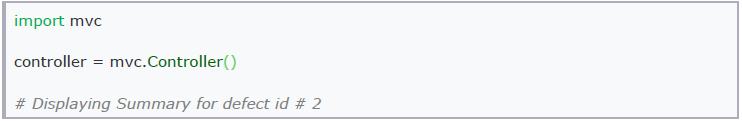 import mvc
controller = mvc.Controller()
# Displaying Summary for defect id # 2